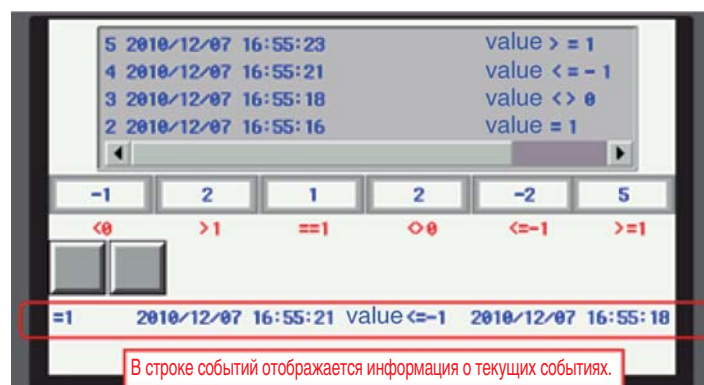 5 2010/12/07 16:55:23 value > = 1
4 2010/12/07 16:55:21 value < = - 1
3 2010/12/07 16:55:18 value <> 0
2 2010/12/07 16:55:16 value = 1
-1 2 1 2 -2 5
<0 >1 ==1 <>0 <=-1 >=1
=1 2010/12/07 16:55:21 value<=-1 2010/12/07 16:55:18
В строке событий отображается информация о текущих событиях.